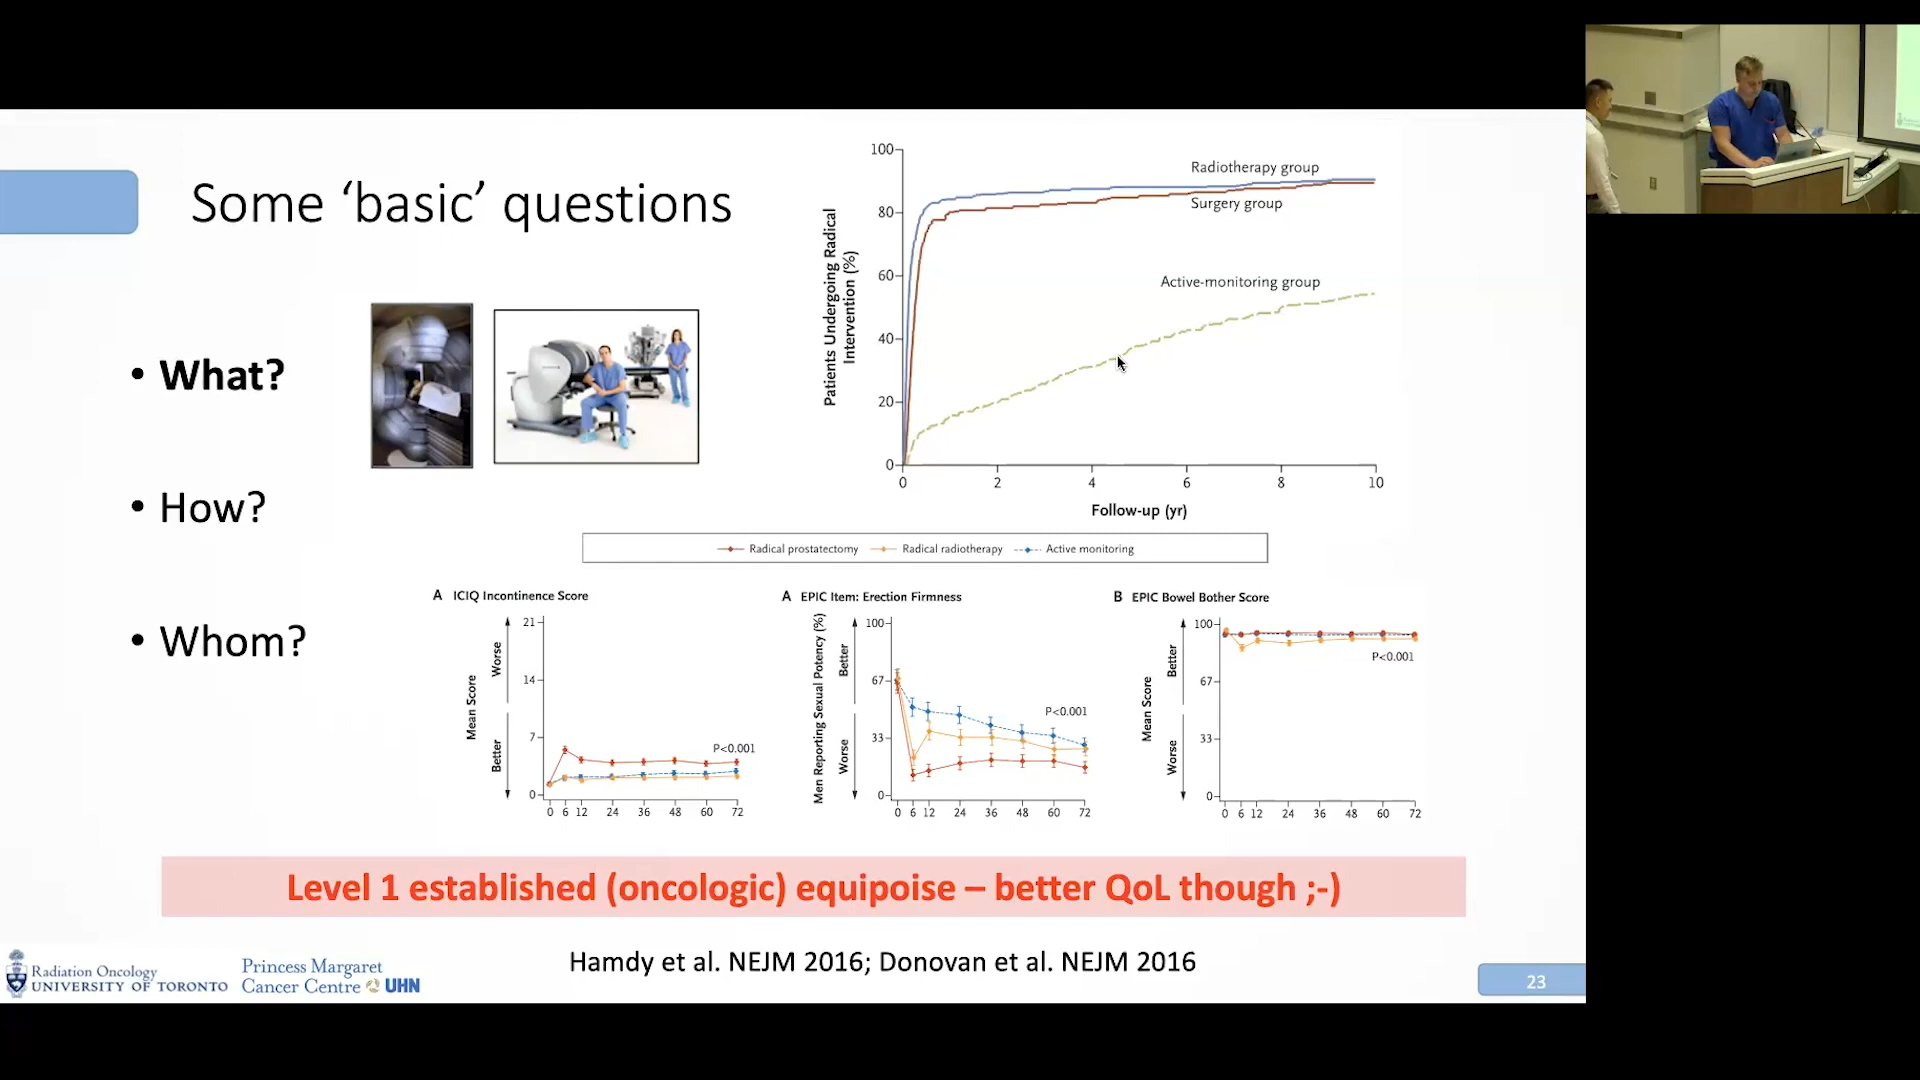 Some ‘basic’ questions
• What?
• How?
• Whom?
Patients Undergoing Radical
Intervention (%)
100
80
60
40
20
0
Radiotherapy group
Surgery group
Active-monitoring group
0 2 4 6 8 10
Follow-up (yr)
Radical prostatectomy Radical radiotherapy Active monitoring
A ICIQ Incontinence Score
Mean Score
Worse
Better
21
14
7
0
P<0.001
0 6 12 24 36 48 60 72
A EPIC Item: Erection Firmness
Men Reporting Sexual Potency (%)
Better
Worse
100
67
33
0
P<0.001
0 6 12 24 36 48 60 72
B EPIC Bowel Bother Score
Mean Score
Better
Worse
100
67
33
0
P<0.001
0 6 12 24 36 48 60 72
Level 1 established (oncologic) equipoise – better QoL though ;-)
Hamdy et al. NEJM 2016; Donovan et al. NEJM 2016
Radiation Oncology
UNIVERSITY OF TORONTO
Princess Margaret
Cancer Centre UHN
23